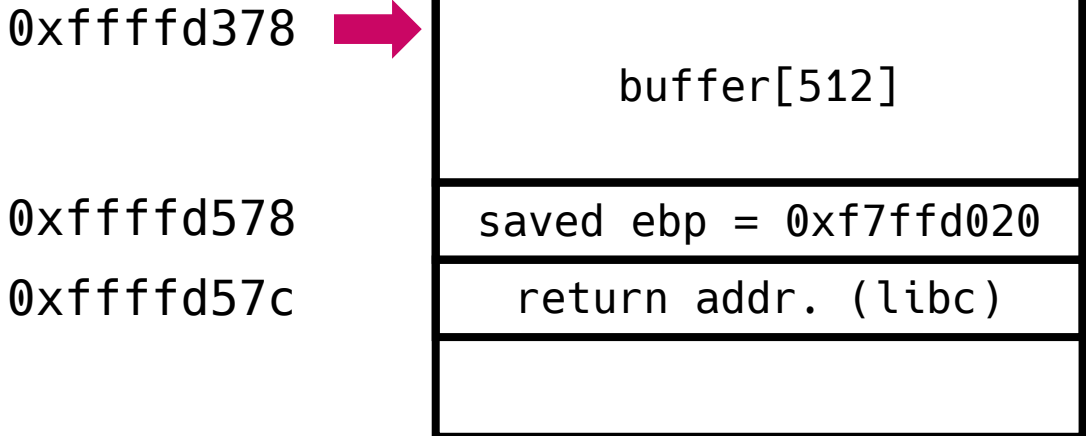 0xffffd378
buffer[512]
0xffffd578 saved ebp = 0xf7ffd020
0xffffd57c return addr. (libc)